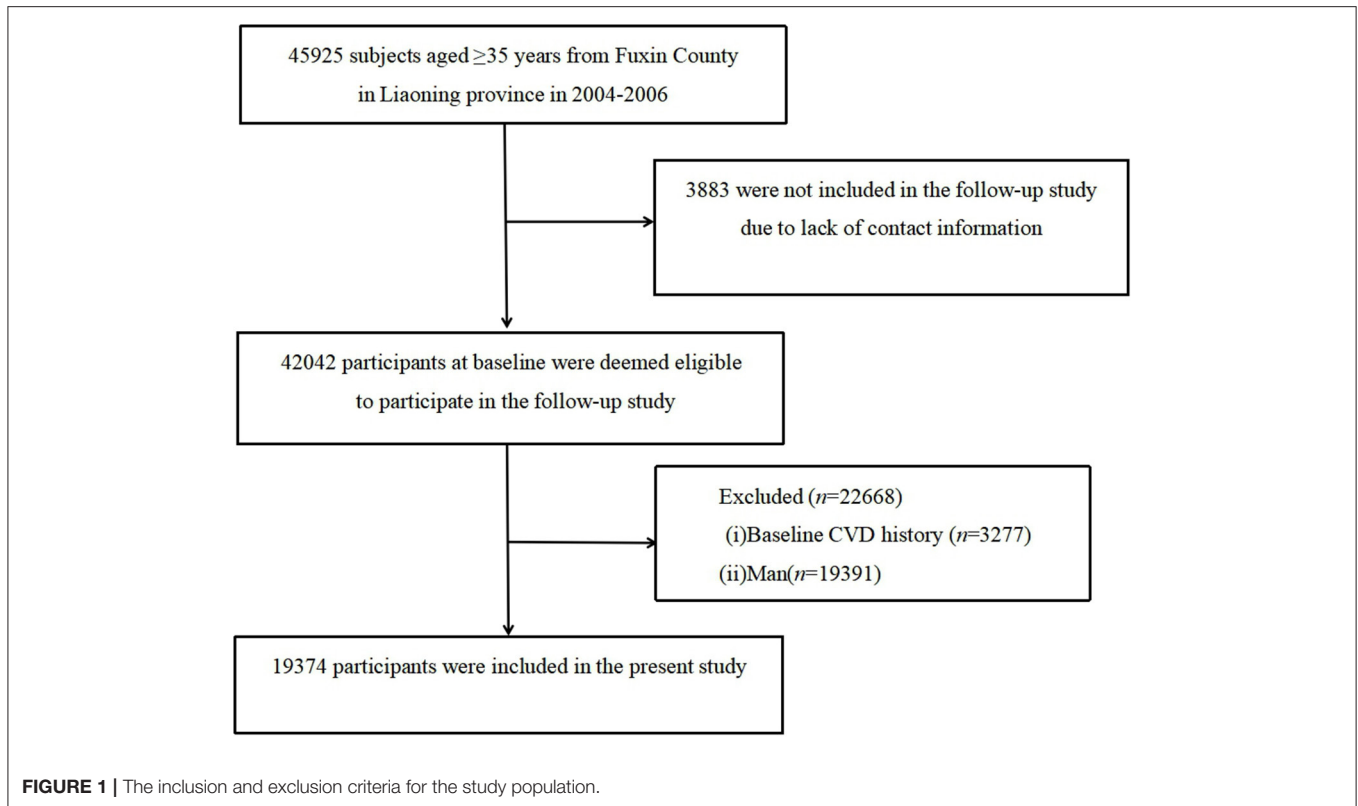 45925 subjects aged ≥35 years from Fuxin County
in Liaoning province in 2004-2006
3883 were not included in the follow-up study
due to lack of contact information
42042 participants at baseline were deemed eligible
to participate in the follow-up study
Excluded (n=22668)
(i)Baseline CVD history (n=3277)
(ii)Man(n=19391)
19374 participants were included in the present study
FIGURE 1 | The inclusion and exclusion criteria for the study population.